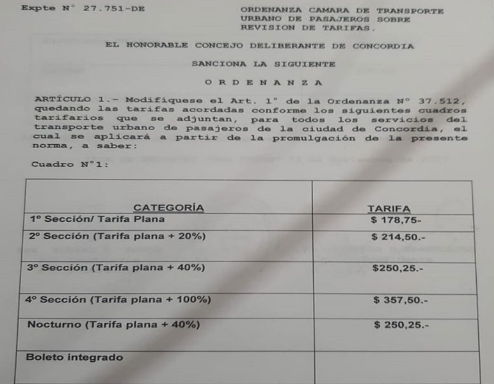 Expte N° 27.751-DE
ORDENANZA CAMARA DE TRANSPORTE
URBANO DE PASAJEROS SOBRE
REVISION DE TARIFAS.
EL HONORABLE CONCEJO DELIBERANTE DE CONCORDIA
SANCIONA LA SIGUIENTE
O R D E N A N Z A
ARTÍCULO 1.- Modifíquese el Art. 1° de la Ordenanza N° 37.512,
quedando las tarifas acordadas conforme los siguientes cuadros
tarifarios que se adjuntan, para todos los servicios del
transporte urbano de pasajeros de la ciudad de Concordia, el
cual se aplicará a partir de la promulgación de la presente
norma, a saber:
Cuadro N°1:
CATEGORÍA TARIFA
1º Sección/ Tarifa Plana $ 178,75-
2º Sección (Tarifa plana + 20%) $ 214,50.-
3º Sección (Tarifa plana + 40%) $250,25.-
4º Sección (Tarifa plana + 100%) $ 357,50.-
Nocturno (Tarifa plana + 40%) $ 250,25.-
Boleto integrado